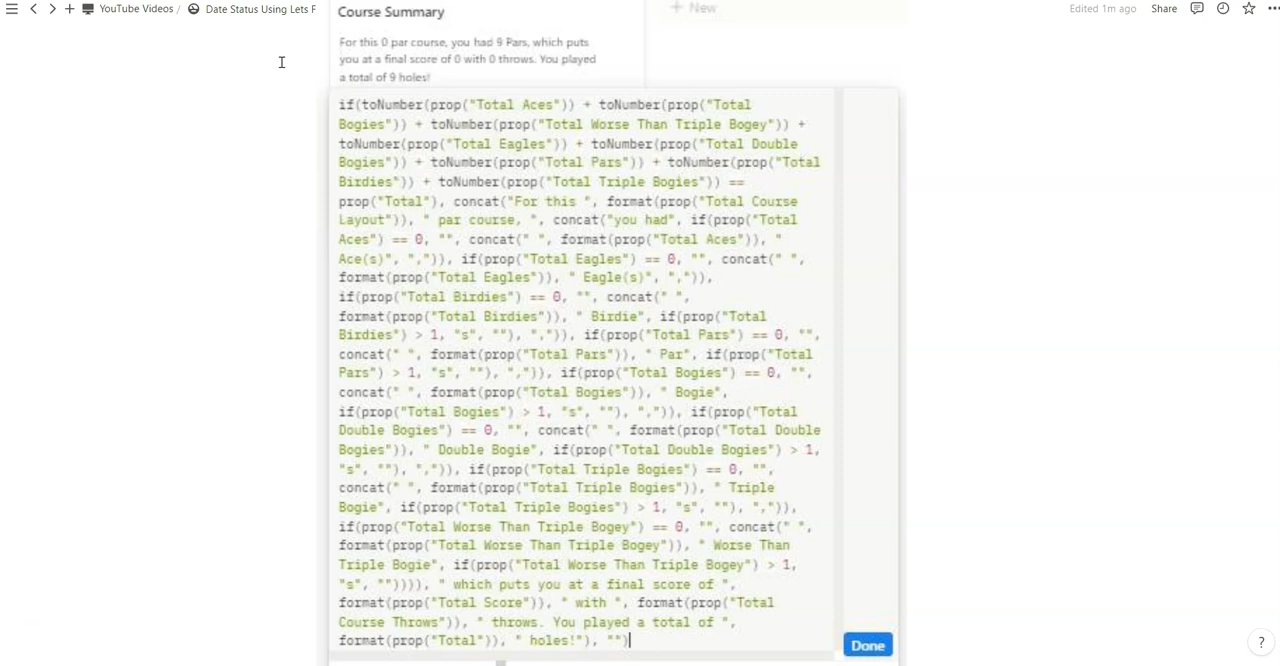 YouTube Videos / Date Status Using Lets F
Edited 1m ago Share
Course Summary
+ New
For this 0 par course, you had 9 Pars, which puts
you at a final score of 0 with 0 throws. You played
a total of 9 holes!
if(toNumber(prop("Total Aces")) + toNumber(prop("Total
Bogies")) + toNumber(prop("Total Worse Than Triple Bogey")) +
toNumber(prop("Total Eagles")) + toNumber(prop("Total Double
Bogies")) + toNumber(prop("Total Pars")) + toNumber(prop("Total
Birdies")) + toNumber(prop("Total Triple Bogies")) ==
prop("Total"), concat("For this ", format(prop("Total Course
Layout")), " par course, ", concat("you had", if(prop("Total
Aces") == 0, "", concat(" ", format(prop("Total Aces")), "
Ace(s)", ",")), if(prop("Total Eagles") == 0, "", concat(" ",
format(prop("Total Eagles")), " Eagle(s)", ",")),
if(prop("Total Birdies") == 0, "", concat(" ",
format(prop("Total Birdies")), " Birdie", if(prop("Total
Birdies") > 1, "s", ""), ",")), if(prop("Total Pars") == 0, "",
concat(" ", format(prop("Total Pars")), " Par", if(prop("Total
Pars") > 1, "s", ""), ",")), if(prop("Total Bogies") == 0, "",
concat(" ", format(prop("Total Bogies")), " Bogie",
if(prop("Total Bogies") > 1, "s", ""), ",")), if(prop("Total
Double Bogies") == 0, "", concat(" ", format(prop("Total Double
Bogies")), " Double Bogie", if(prop("Total Double Bogies") > 1,
"s", ""), ",")), if(prop("Total Triple Bogies") == 0, "",
concat(" ", format(prop("Total Triple Bogies")), " Triple
Bogie", if(prop("Total Triple Bogies") > 1, "s", ""), ",")),
if(prop("Total Worse Than Triple Bogey") == 0, "", concat(" ",
format(prop("Total Worse Than Triple Bogey")), " Worse Than
Triple Bogie", if(prop("Total Worse Than Triple Bogey") > 1,
"s", "")))), " which puts you at a final score of ",
format(prop("Total Score")), " with ", format(prop("Total
Course Throws")), " throws. You played a total of ",
format(prop("Total")), " holes!"), "")
Done
?